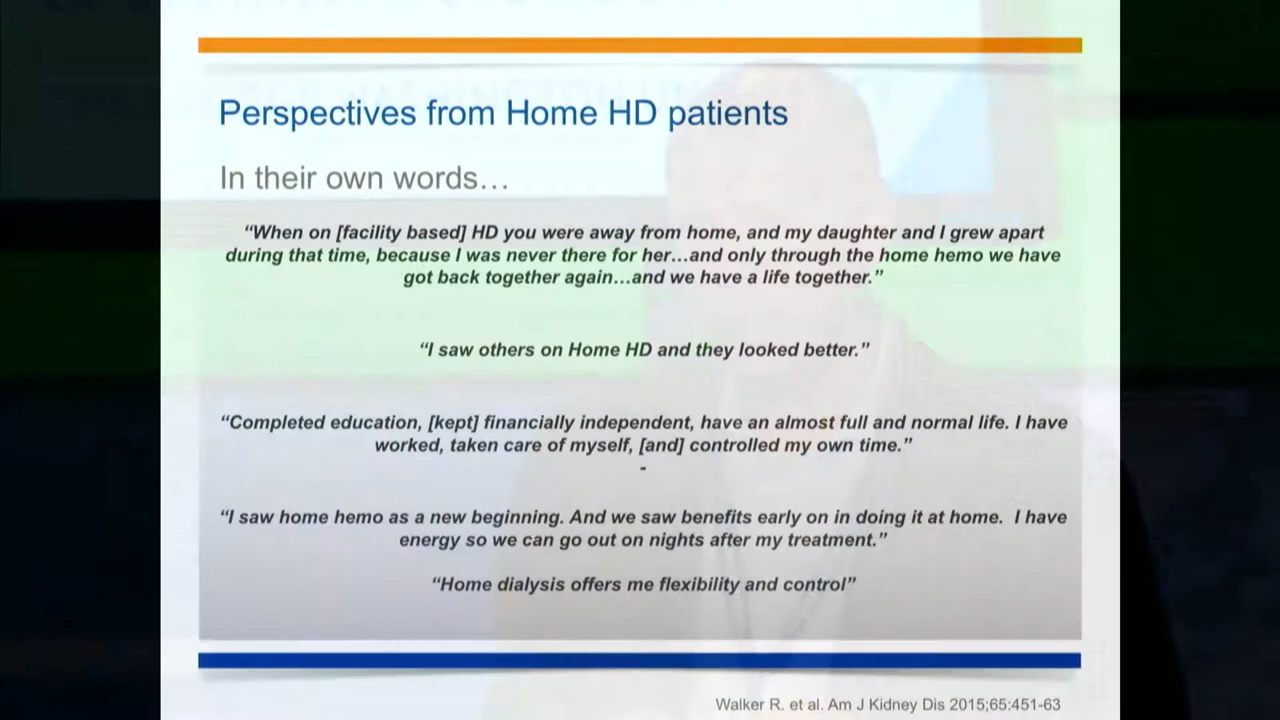 Perspectives from Home HD patients
In their own words…
“When on [facility based] HD you were away from home, and my daughter and I grew apart
during that time, because I was never there for her…and only through the home hemo we have
got back together again…and we have a life together.”
“I saw others on Home HD and they looked better.”
“Completed education, [kept] financially independent, have an almost full and normal life. I have
worked, taken care of myself, [and] controlled my own time.”
-
“I saw home hemo as a new beginning. And we saw benefits early on in doing it at home.  I have
energy so we can go out on nights after my treatment.”
“Home dialysis offers me flexibility and control”
Walker R. et al. Am J Kidney Dis 2015;65:451-63